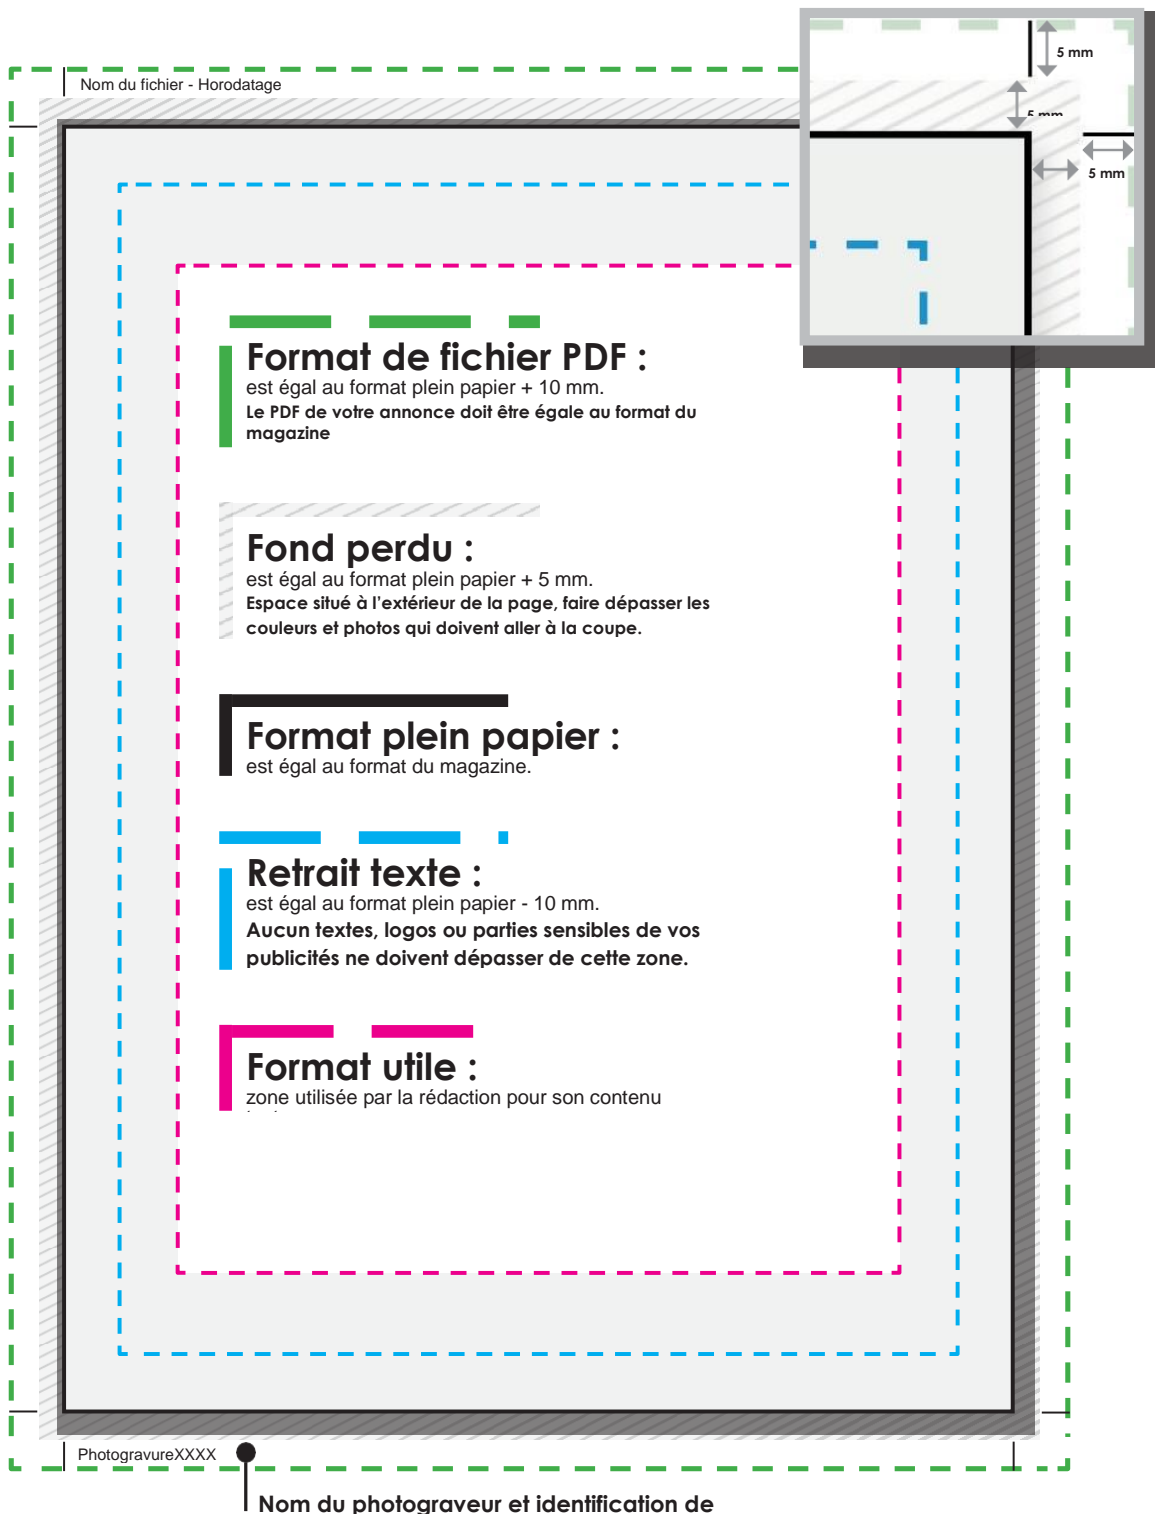 Nom du fichier - Horodatage
5 mm
5 mm
5 mm
Format de fichier PDF :
est égal au format plein papier + 10 mm.
Le PDF de votre annonce doit être égale au format du
magazine
Fond perdu :
est égal au format plein papier + 5 mm.
Espace situé à l'extérieur de la page, faire dépasser les
couleurs et photos qui doivent aller à la coupe.
Format plein papier :
est égal au format du magazine.
Retrait texte :
est égal au format plein papier - 10 mm.
Aucun textes, logos ou parties sensibles de vos
publicités ne doivent dépasser de cette zone.
Format utile :
zone utilisée par la rédaction pour son contenu
PhotogravureXXXX
Nom du photograveur et identification de